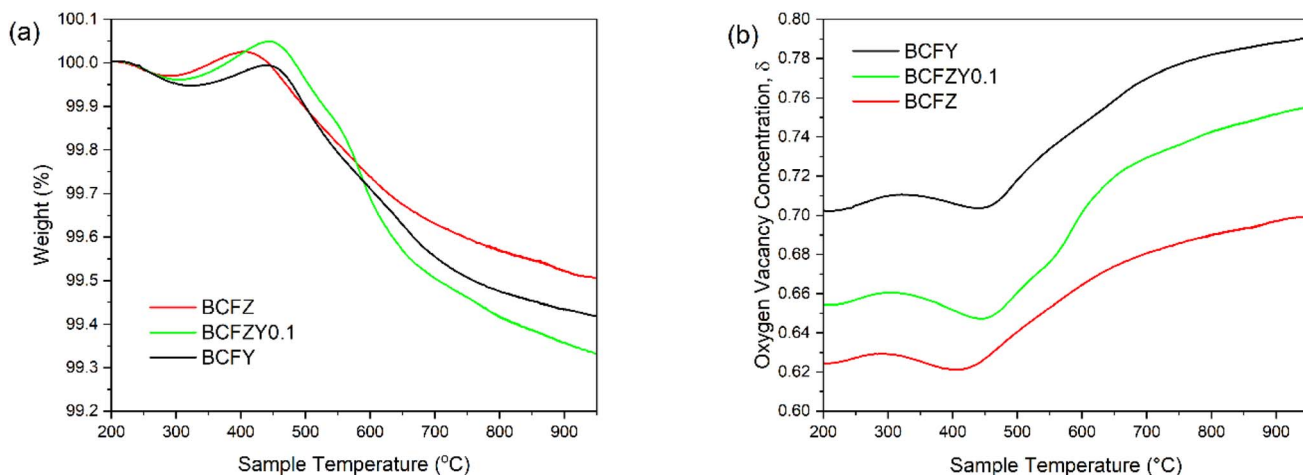 (a)
Weight (%)
100.1
100.0
99.9
99.8
99.7
99.6
99.5
99.4
99.3
99.2
BCFZ
BCFZY0.1
BCFY
200 300 400 500 600 700 800 900
Sample Temperature (°C)
(b)
Oxygen Vacancy Concentration, δ
0.80
0.78
0.76
0.74
0.72
0.70
0.68
0.66
0.64
0.62
0.60
BCFY
BCFZY0.1
BCFZ
200 300 400 500 600 700 800 900
Sample Temperature (°C)